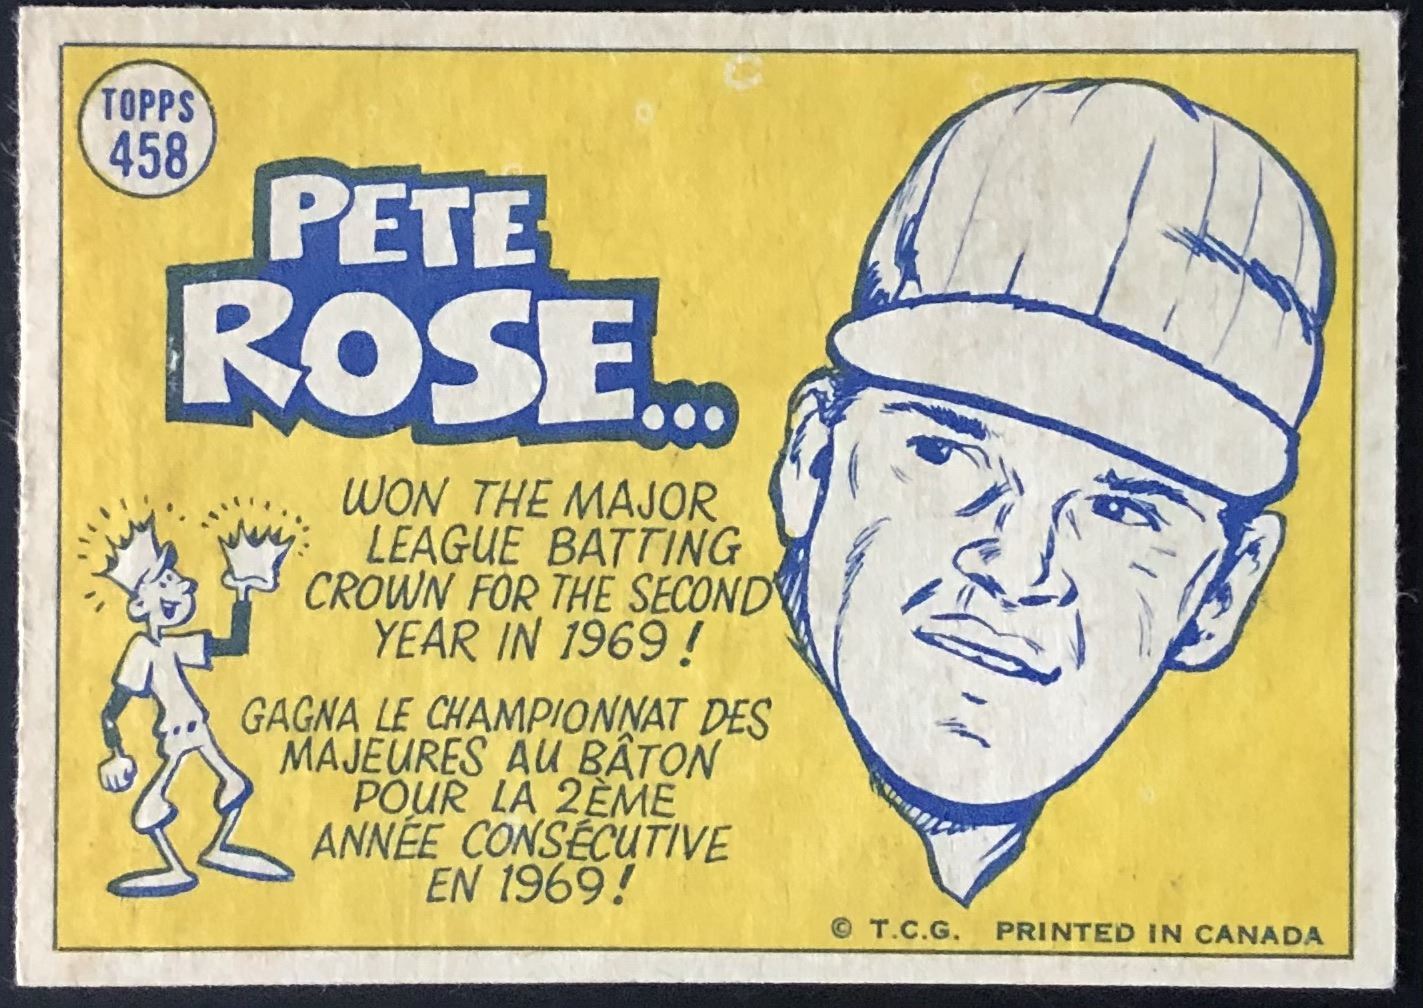 TOPPS
458
PETE
ROSE...
WON THE MAJOR
LEAGUE BATTING
CROWN FOR THE SECOND
YEAR IN 1969!
GAGNA LE CHAMPIONNAT DES
MAJEURES AU BÂTON
POUR LA 2ÈME
ANNÉE CONSÉCUTIVE
EN 1969!
© T.C.G. PRINTED IN CANADA